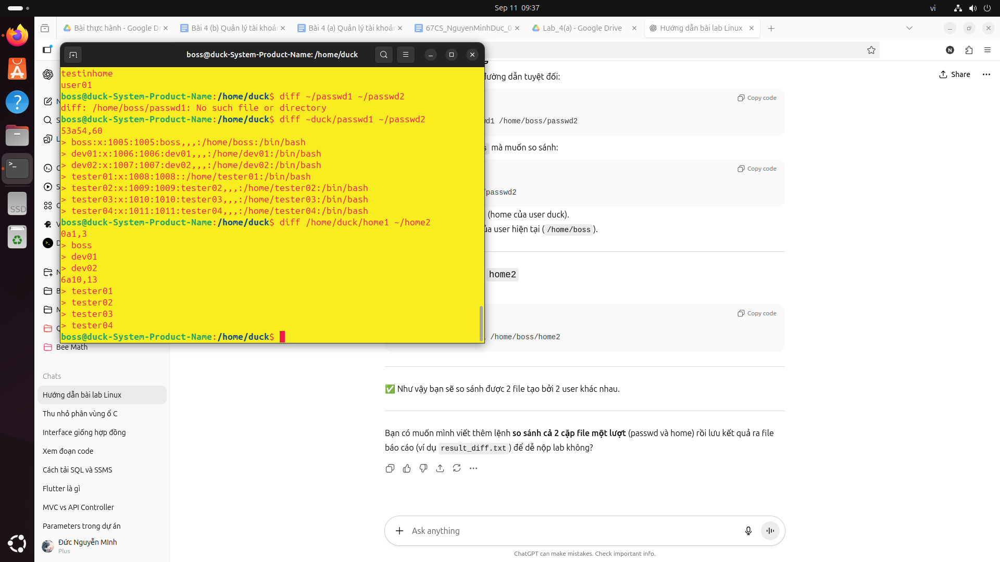 Sep 11 09:37
vi
Bài thực hành - Google Dr
Bài 4 (b) Quản lý tài khoản
Bài 4 (a) Quản lý tài khoản
67CS_NguyenMinhDuc_0
Lab_4(a) - Google Drive
Hướng dẫn bài lab Linux
boss@duck-System-Product-Name: /home/duck
testinhome
user01
boss@duck-System-Product-Name:/home/duck$ diff ~/passwd1 ~/passwd2
diff: /home/boss/passwd1: No such file or directory
boss@duck-System-Product-Name:/home/duck$ diff ~duck/passwd1 ~/passwd2
53a54,60
> boss:x:1005:1005:boss,,,:/home/boss:/bin/bash
> dev01:x:1006:1006:dev01,,,:/home/dev01:/bin/bash
> dev02:x:1007:1007:dev02,,,:/home/dev02:/bin/bash
> tester01:x:1008:1008::/home/tester01:/bin/bash
> tester02:x:1009:1009:tester02,,,:/home/tester02:/bin/bash
> tester03:x:1010:1010:tester03,,,:/home/tester03:/bin/bash
> tester04:x:1011:1011:tester04,,,:/home/tester04:/bin/bash
boss@duck-System-Product-Name:/home/duck$ diff /home/duck/home1 ~/home2
0a1,3
> boss
> dev01
> dev02
6a10,13
> tester01
> tester02
> tester03
> tester04
boss@duck-System-Product-Name:/home/duck$
SSD
Bee Math
Chats
Hướng dẫn bài lab Linux
Thu nhỏ phân vùng ổ C
Interface giống hợp đồng
Xem đoạn code
Cách tải SQL và SSMS
Flutter là gì
MVC vs API Controller
Parameters trong dự án
Đức Nguyễn MInh
Plus
Share
đường dẫn tuyệt đối:
Copy code
wd1 /home/boss/passwd2
s mà muốn so sánh:
Copy code
/passwd2
(home của user duck).
ủa user hiện tại ( /home/boss ).
home2
Copy code
/home/boss/home2
✅ Như vậy bạn sẽ so sánh được 2 file tạo bởi 2 user khác nhau.
Bạn có muốn mình viết thêm lệnh so sánh cả 2 cặp file một lượt (passwd và home) rồi lưu kết quả ra file
báo cáo (ví dụ result_diff.txt ) để dễ nộp lab không?
Ask anything
ChatGPT can make mistakes. Check important info.